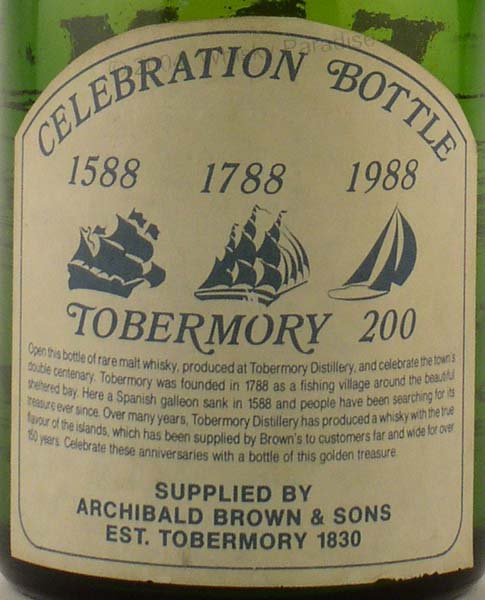 © 2004 Whisky Paradise
CELEBRATION BOTTLE
1588 1788 1988
TOBERMORY 200
Open this bottle of rare malt whisky, produced at Tobermory Distillery, and celebrate the town's
double centenary. Tobermory was founded in 1788 as a fishing village around the beautiful
sheltered bay. Here a Spanish galleon sank in 1588 and people have been searching for its
treasure ever since. Over many years, Tobermory Distillery has produced a whisky with the true
flavour of the islands, which has been supplied by Brown's to customers far and wide for over
150 years. Celebrate these anniversaries with a bottle of this golden treasure.
SUPPLIED BY
ARCHIBALD BROWN & SONS
EST. TOBERMORY 1830